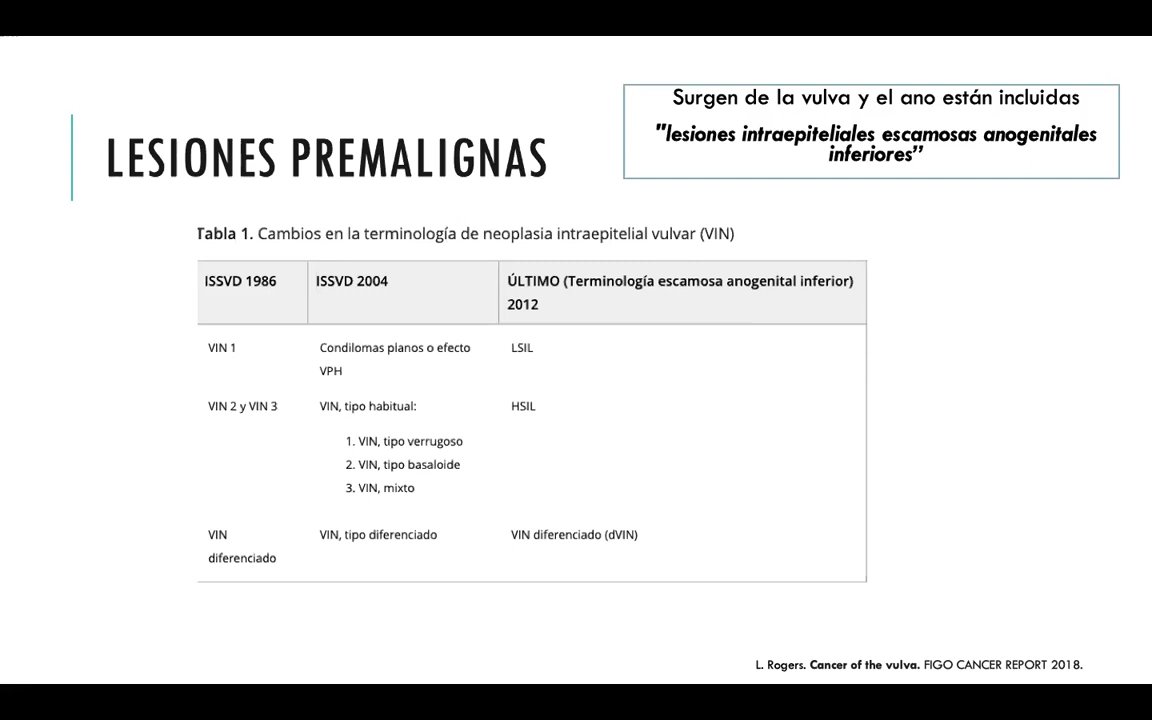 LESIONES PREMALIGNAS
Surgen de la vulva y el ano están incluidas
"lesiones intraepiteliales escamosas anogenitales
inferiores”
Tabla 1. Cambios en la terminología de neoplasia intraepitelial vulvar (VIN)
ISSVD 1986 ISSVD 2004 ÚLTIMO (Terminología escamosa anogenital inferior)
2012
VIN 1 Condilomas planos o efecto LSIL
VPH
VIN 2 y VIN 3 VIN, tipo habitual: HSIL
1. VIN, tipo verrugoso
2. VIN, tipo basaloide
3. VIN, mixto
VIN VIN, tipo diferenciado VIN diferenciado (dVIN)
diferenciado
L. Rogers. Cancer of the vulva. FIGO CANCER REPORT 2018.